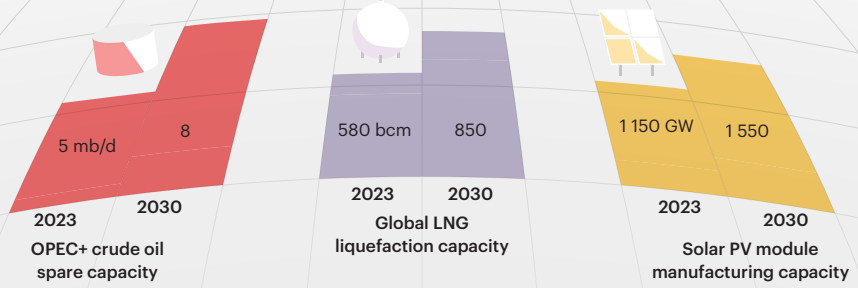 5 mb/d
8
2023
2030
OPEC+ crude oil
spare capacity
580 bcm
850
2023
2030
Global LNG
liquefaction capacity
1 150 GW
1 550
2023
2030
Solar PV module
manufacturing capacity